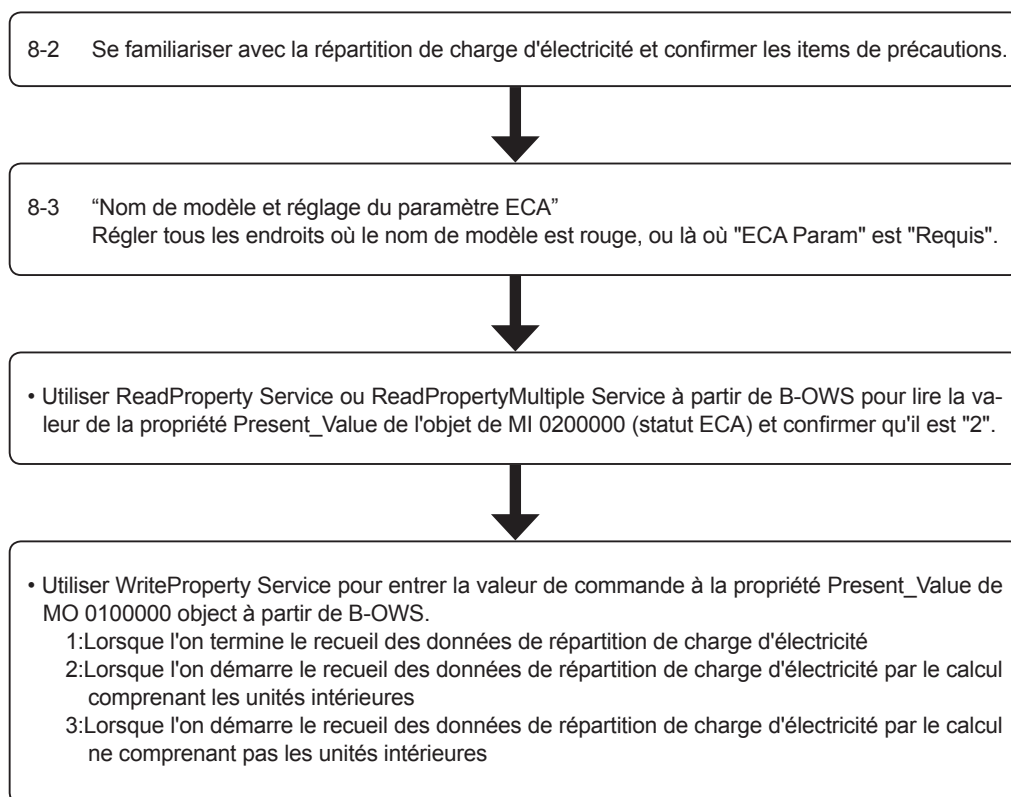 8-2 Se familiariser avec la répartition de charge d'électricité et confirmer les items de précautions.
8-3 “Nom de modèle et réglage du paramètre ECA”
Régler tous les endroits où le nom de modèle est rouge, ou là où "ECA Param" est "Requis".
• Utiliser ReadProperty Service ou ReadPropertyMultiple Service à partir de B-OWS pour lire la va-
leur de la propriété Present_Value de l'objet de MI 0200000 (statut ECA) et confirmer qu'il est "2".
• Utiliser WriteProperty Service pour entrer la valeur de commande à la propriété Present_Value de
MO 0100000 object à partir de B-OWS.
1:Lorsque l'on termine le recueil des données de répartition de charge d'électricité
2:Lorsque l'on démarre le recueil des données de répartition de charge d'électricité par le calcul
comprenant les unités intérieures
3:Lorsque l'on démarre le recueil des données de répartition de charge d'électricité par le calcul
ne comprenant pas les unités intérieures